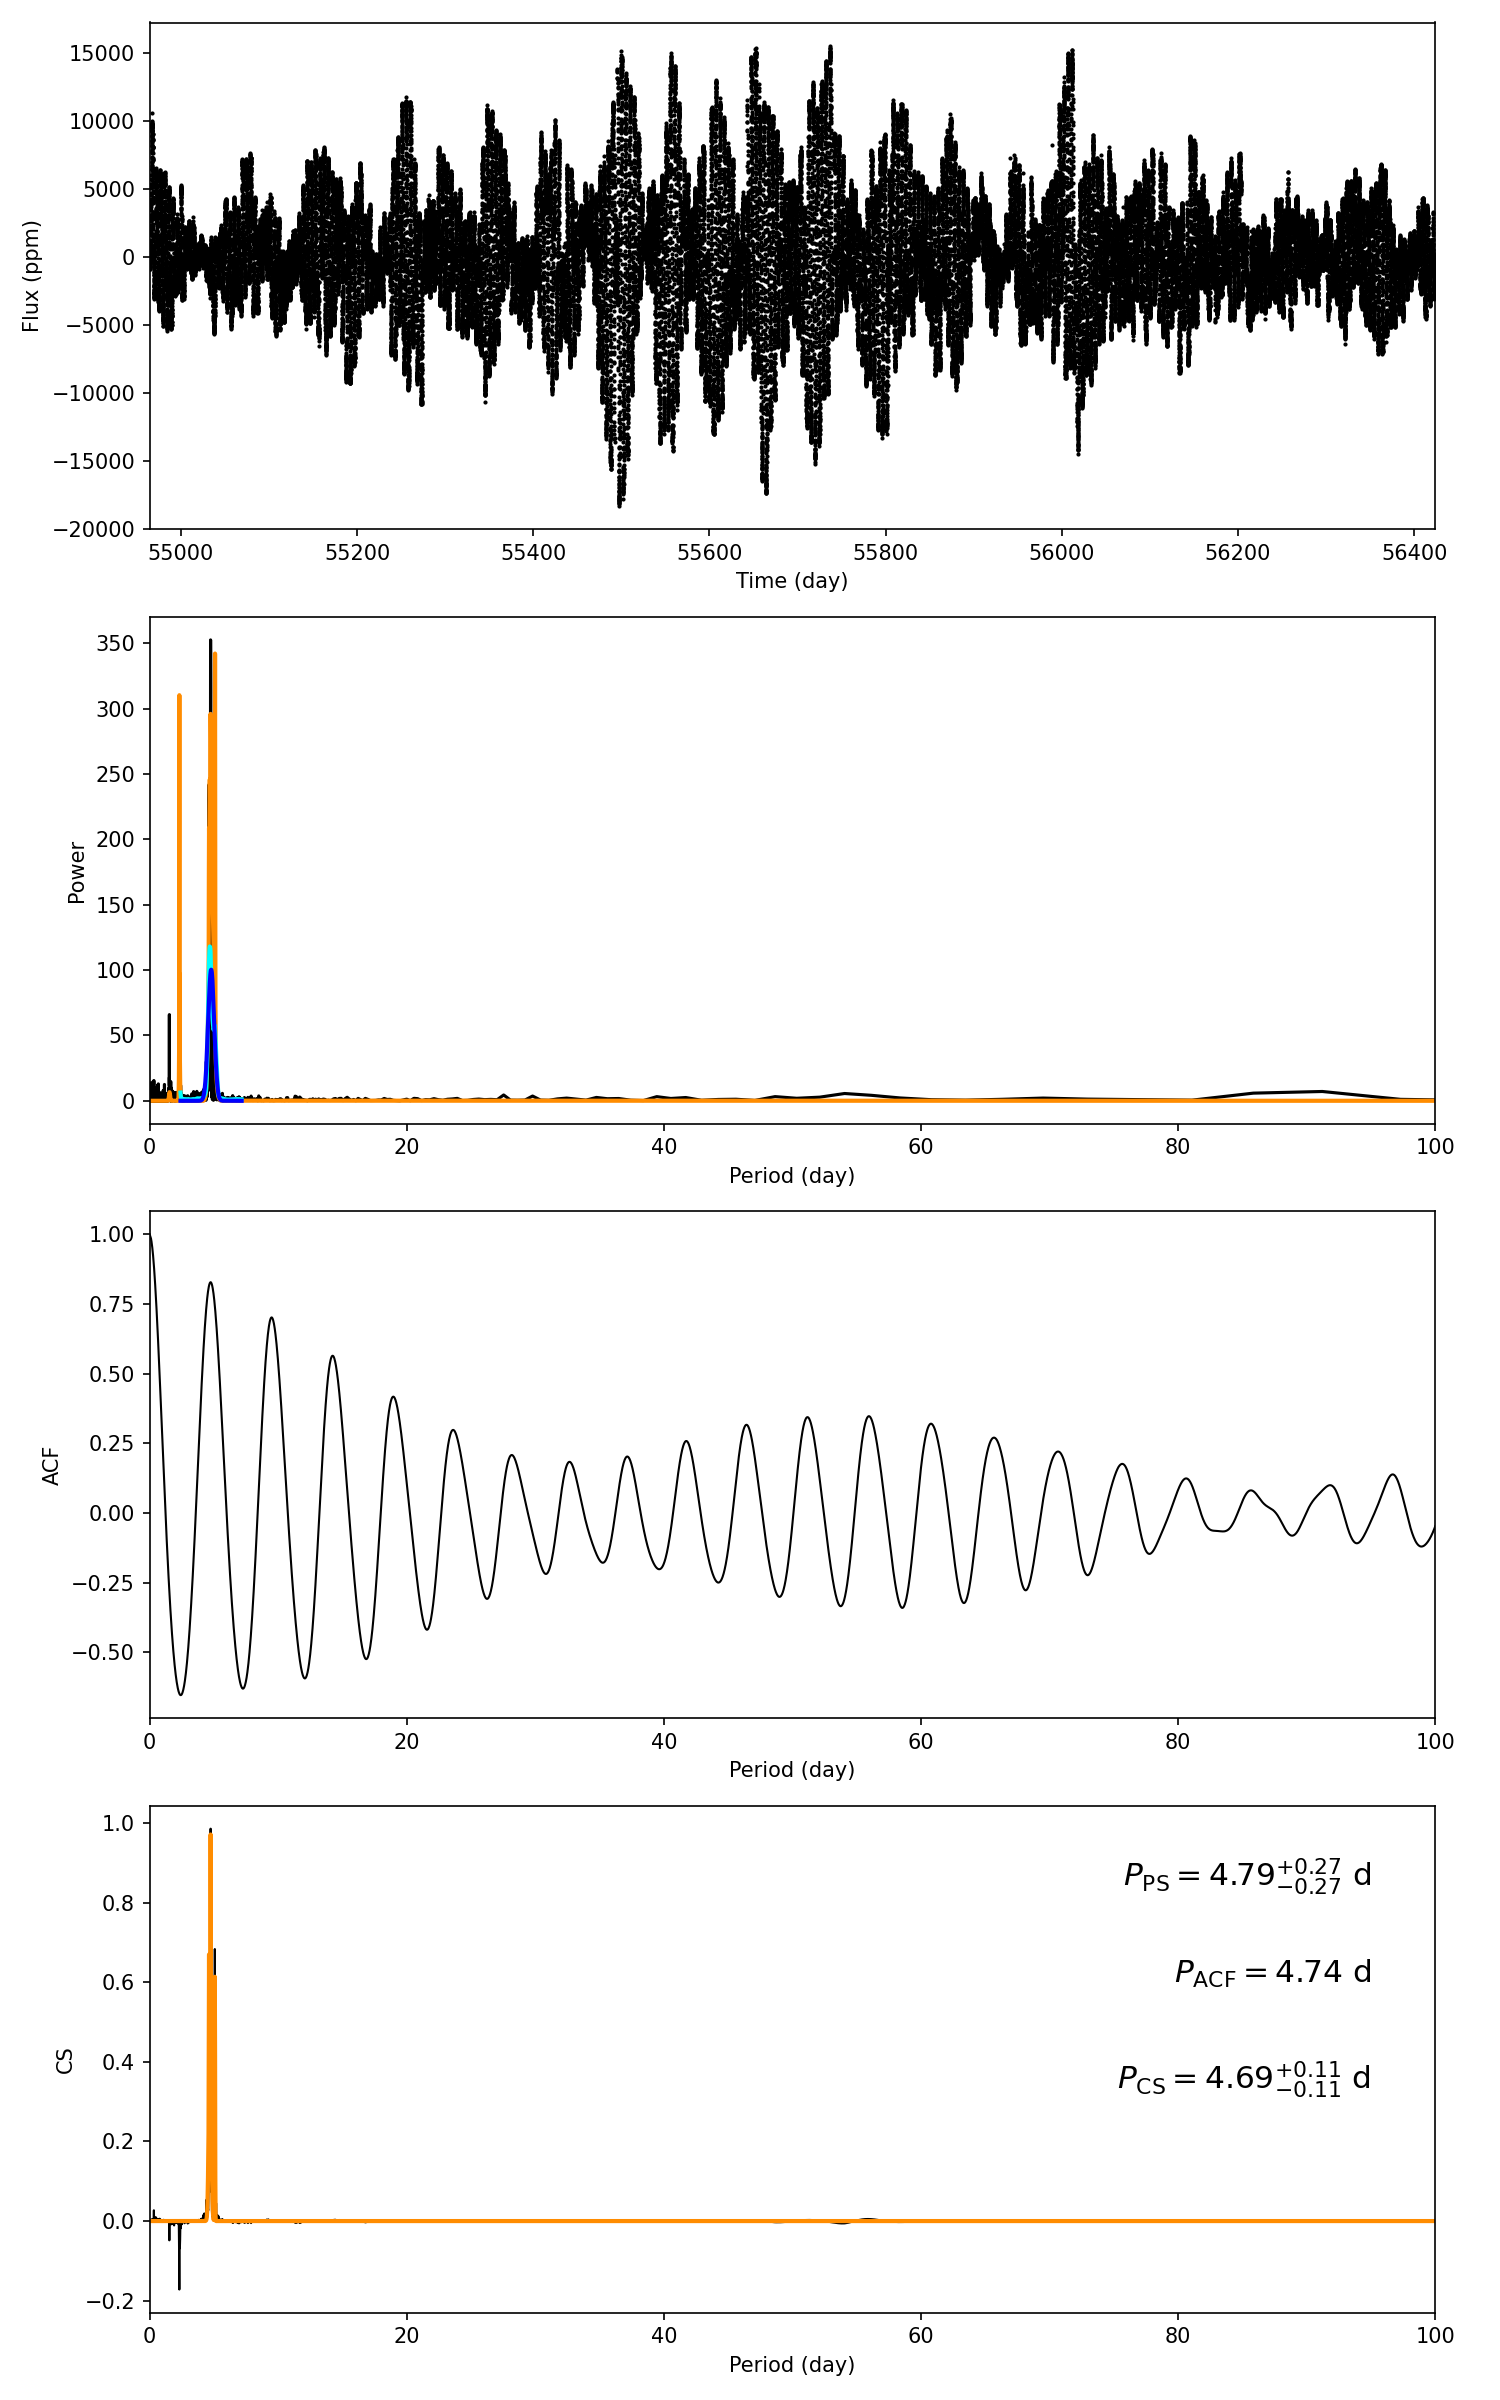 15000
10000
5000
0
−5000
−10000
−15000
−20000
Flux (ppm)
55000 55200 55400 55600 55800 56000 56200 56400
Time (day)
350
300
250
200
150
100
50
0
Power
0 20 40 60 80 100
Period (day)
1.00
0.75
0.50
0.25
0.00
−0.25
−0.50
ACF
0 20 40 60 80 100
Period (day)
1.0
0.8
0.6
0.4
0.2
0.0
−0.2
CS
P_PS = 4.79^{+0.27}_{−0.27} d
P_ACF = 4.74 d
P_CS = 4.69^{+0.11}_{−0.11} d
0 20 40 60 80 100
Period (day)